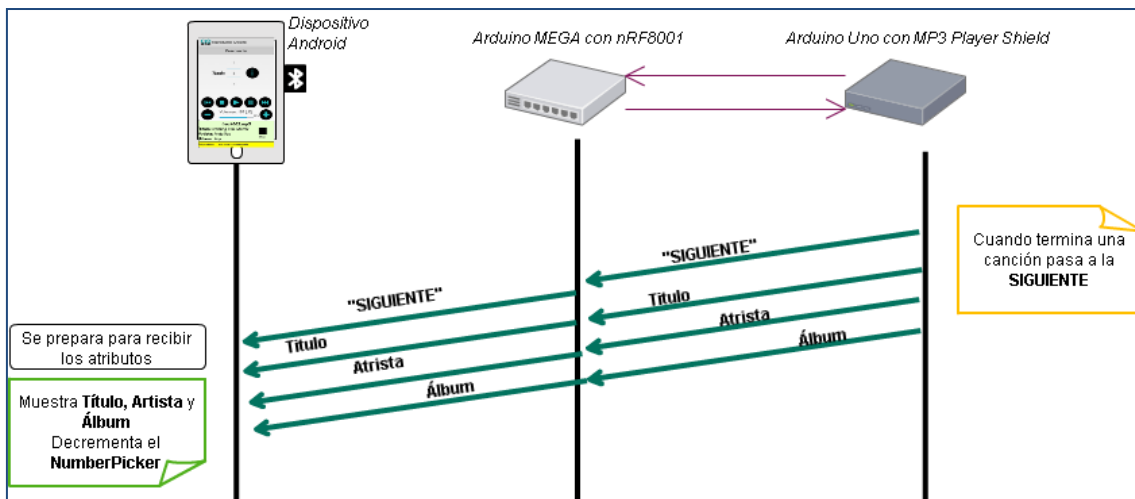 Dispositivo
Android
Arduino MEGA con nRF8001
Arduino Uno con MP3 Player Shield
Cuando termina una
canción pasa a la
SIGUIENTE
"SIGUIENTE"
Título
Atrista
Álbum
"SIGUIENTE"
Título
Atrista
Álbum
Se prepara para recibir
los atributos
Muestra Título, Artista y
Álbum
Decrementa el
NumberPicker